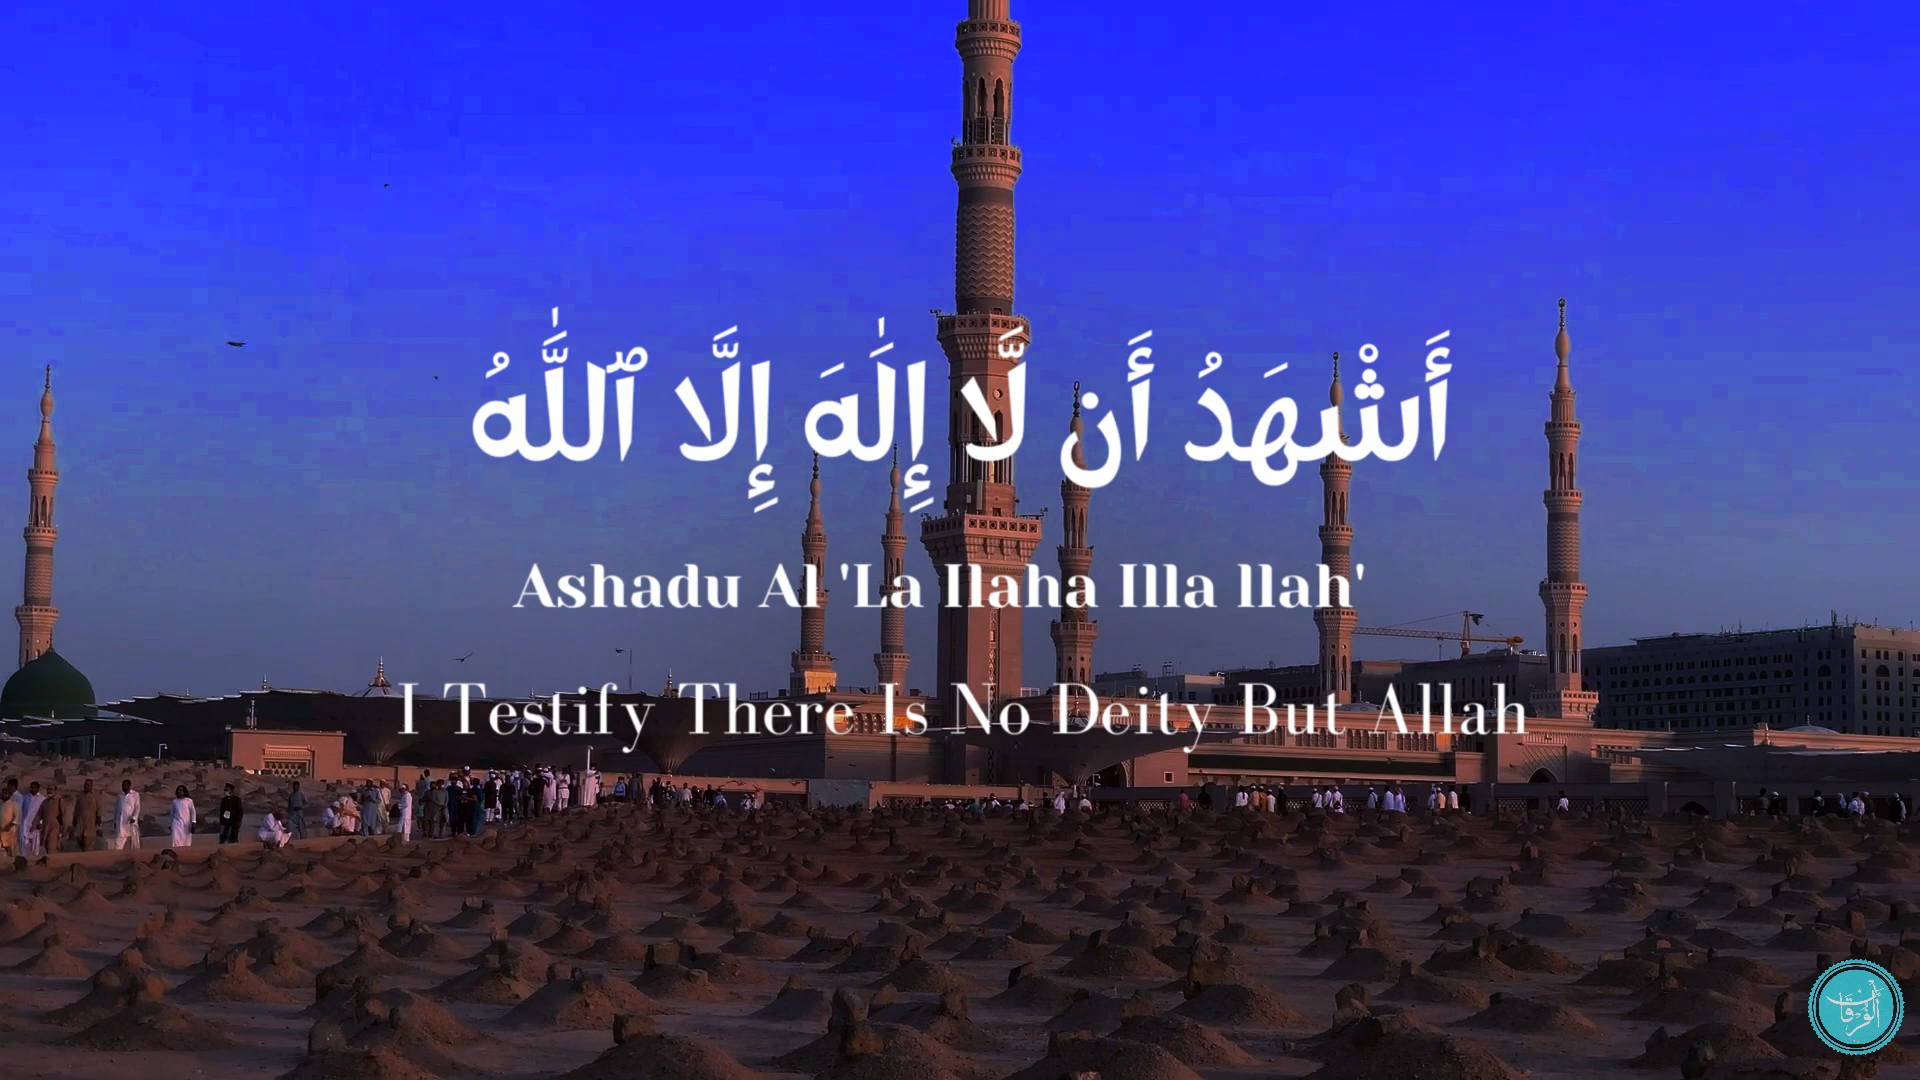 أَشْهَدُ أَن لَّا إِلَٰهَ إِلَّا ٱللَّٰهُ
Ashadu Al 'La Ilaha Illa llah'
I Testify There Is No Deity But Allah